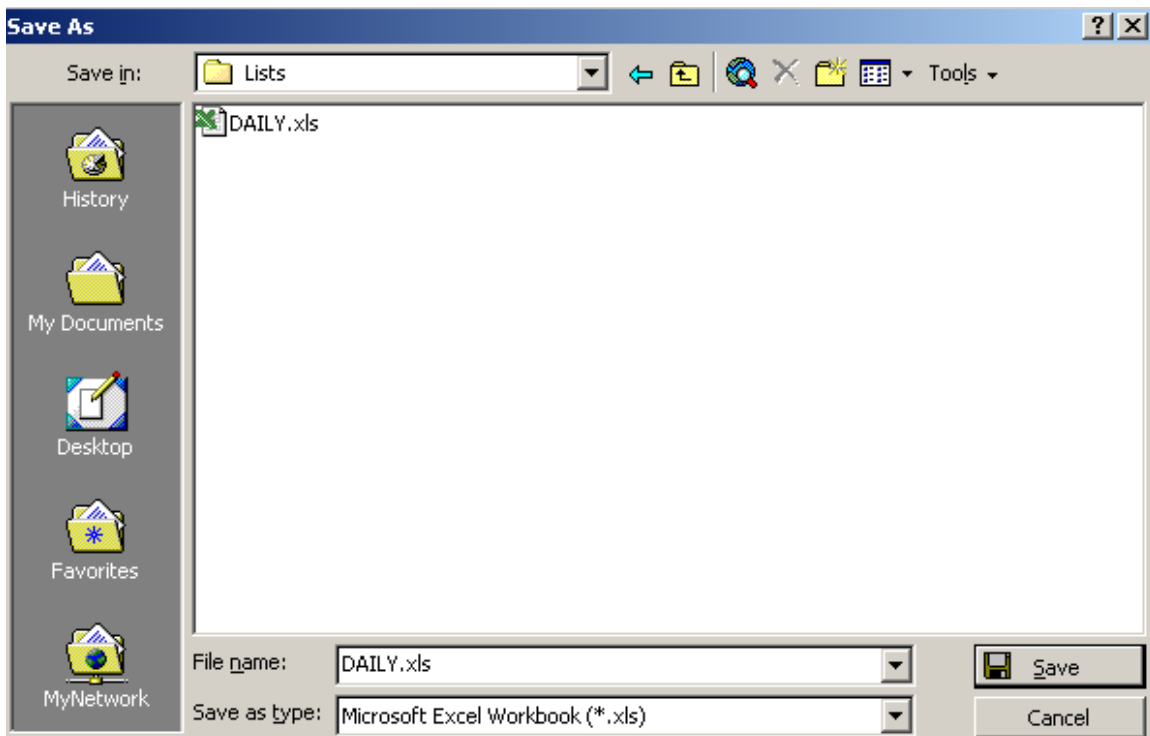 Save As
Save in:
Lists
Tools
DAILY.xls
History
My Documents
Desktop
Favorites
MyNetwork
File name:
DAILY.xls
Save
Save as type:
Microsoft Excel Workbook (*.xls)
Cancel